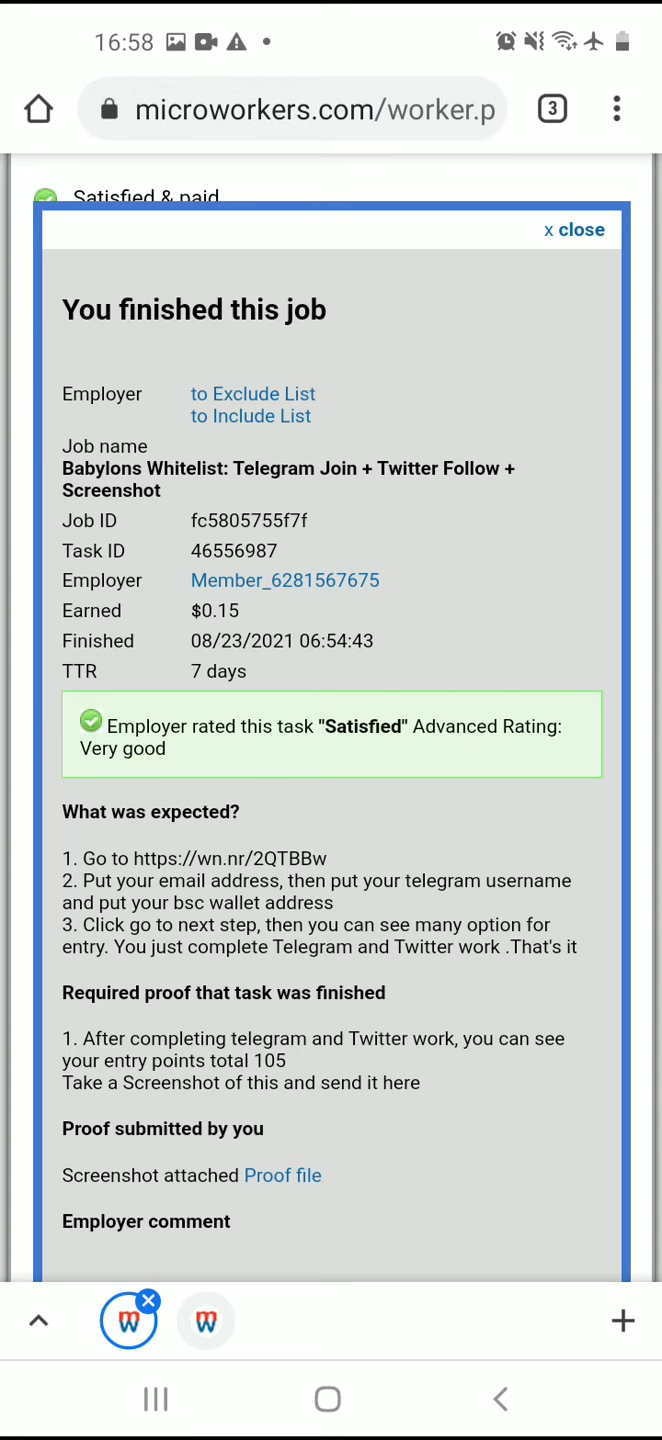 16:58
microworkers.com/worker.p
3
Satisfied & paid
x close
You finished this job
Employer to Exclude List
to Include List
Job name
Babylons Whitelist: Telegram Join + Twitter Follow +
Screenshot
Job ID fc5805755f7f
Task ID 46556987
Employer Member_6281567675
Earned $0.15
Finished 08/23/2021 06:54:43
TTR 7 days
Employer rated this task "Satisfied" Advanced Rating:
Very good
What was expected?
1. Go to https://wn.nr/2QTBBw
2. Put your email address, then put your telegram username
and put your bsc wallet address
3. Click go to next step, then you can see many option for
entry. You just complete Telegram and Twitter work .That's it
Required proof that task was finished
1. After completing telegram and Twitter work, you can see
your entry points total 105
Take a Screenshot of this and send it here
Proof submitted by you
Screenshot attached Proof file
Employer comment